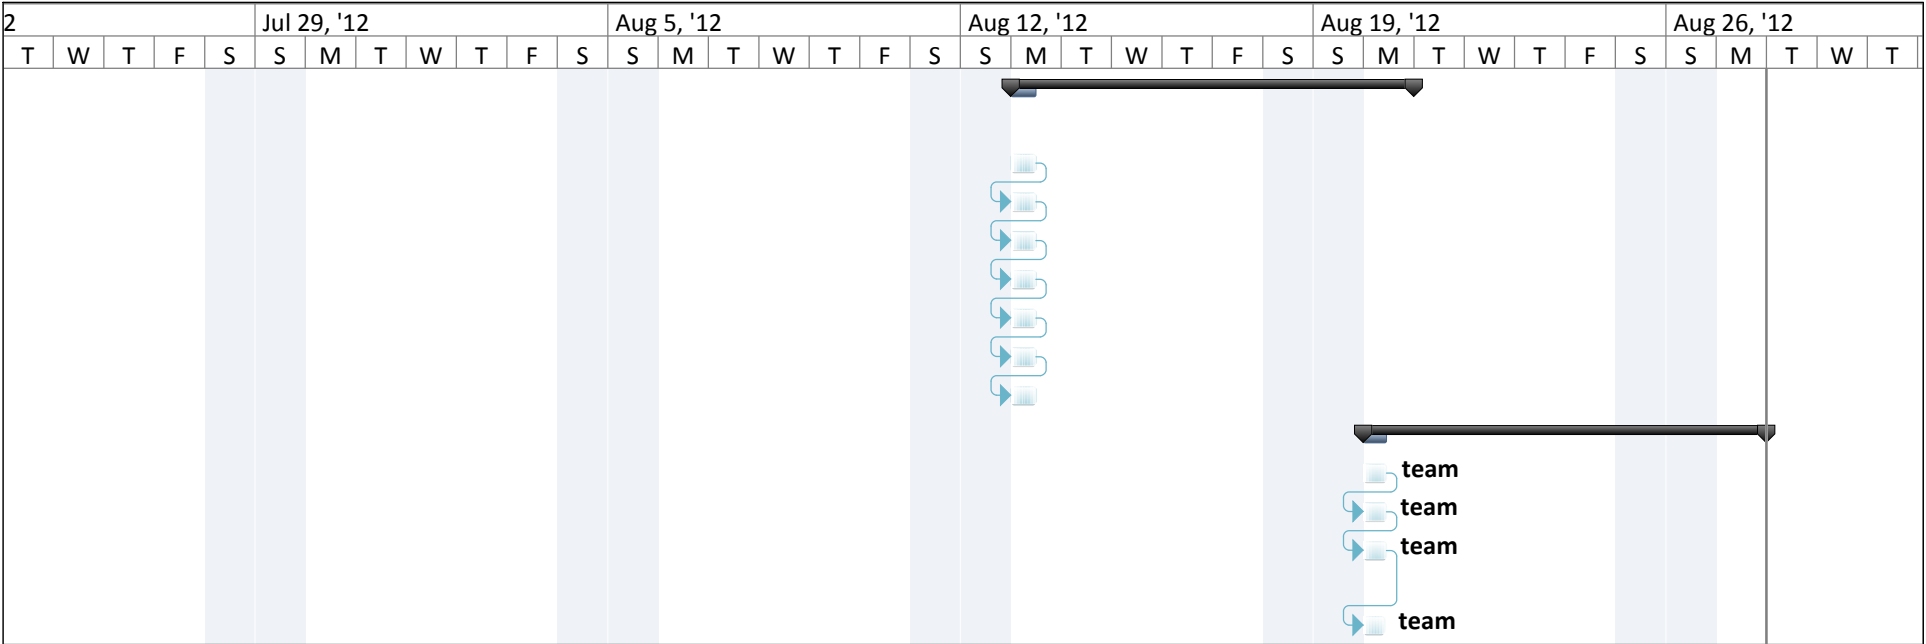 2 Jul 29, '12 Aug 5, '12 Aug 12, '12 Aug 19, '12 Aug 26, '12
T W T F S S M T W T F S S M T W T F S S M T W T F S S M T W T F S S M T W T
team
team
team
team